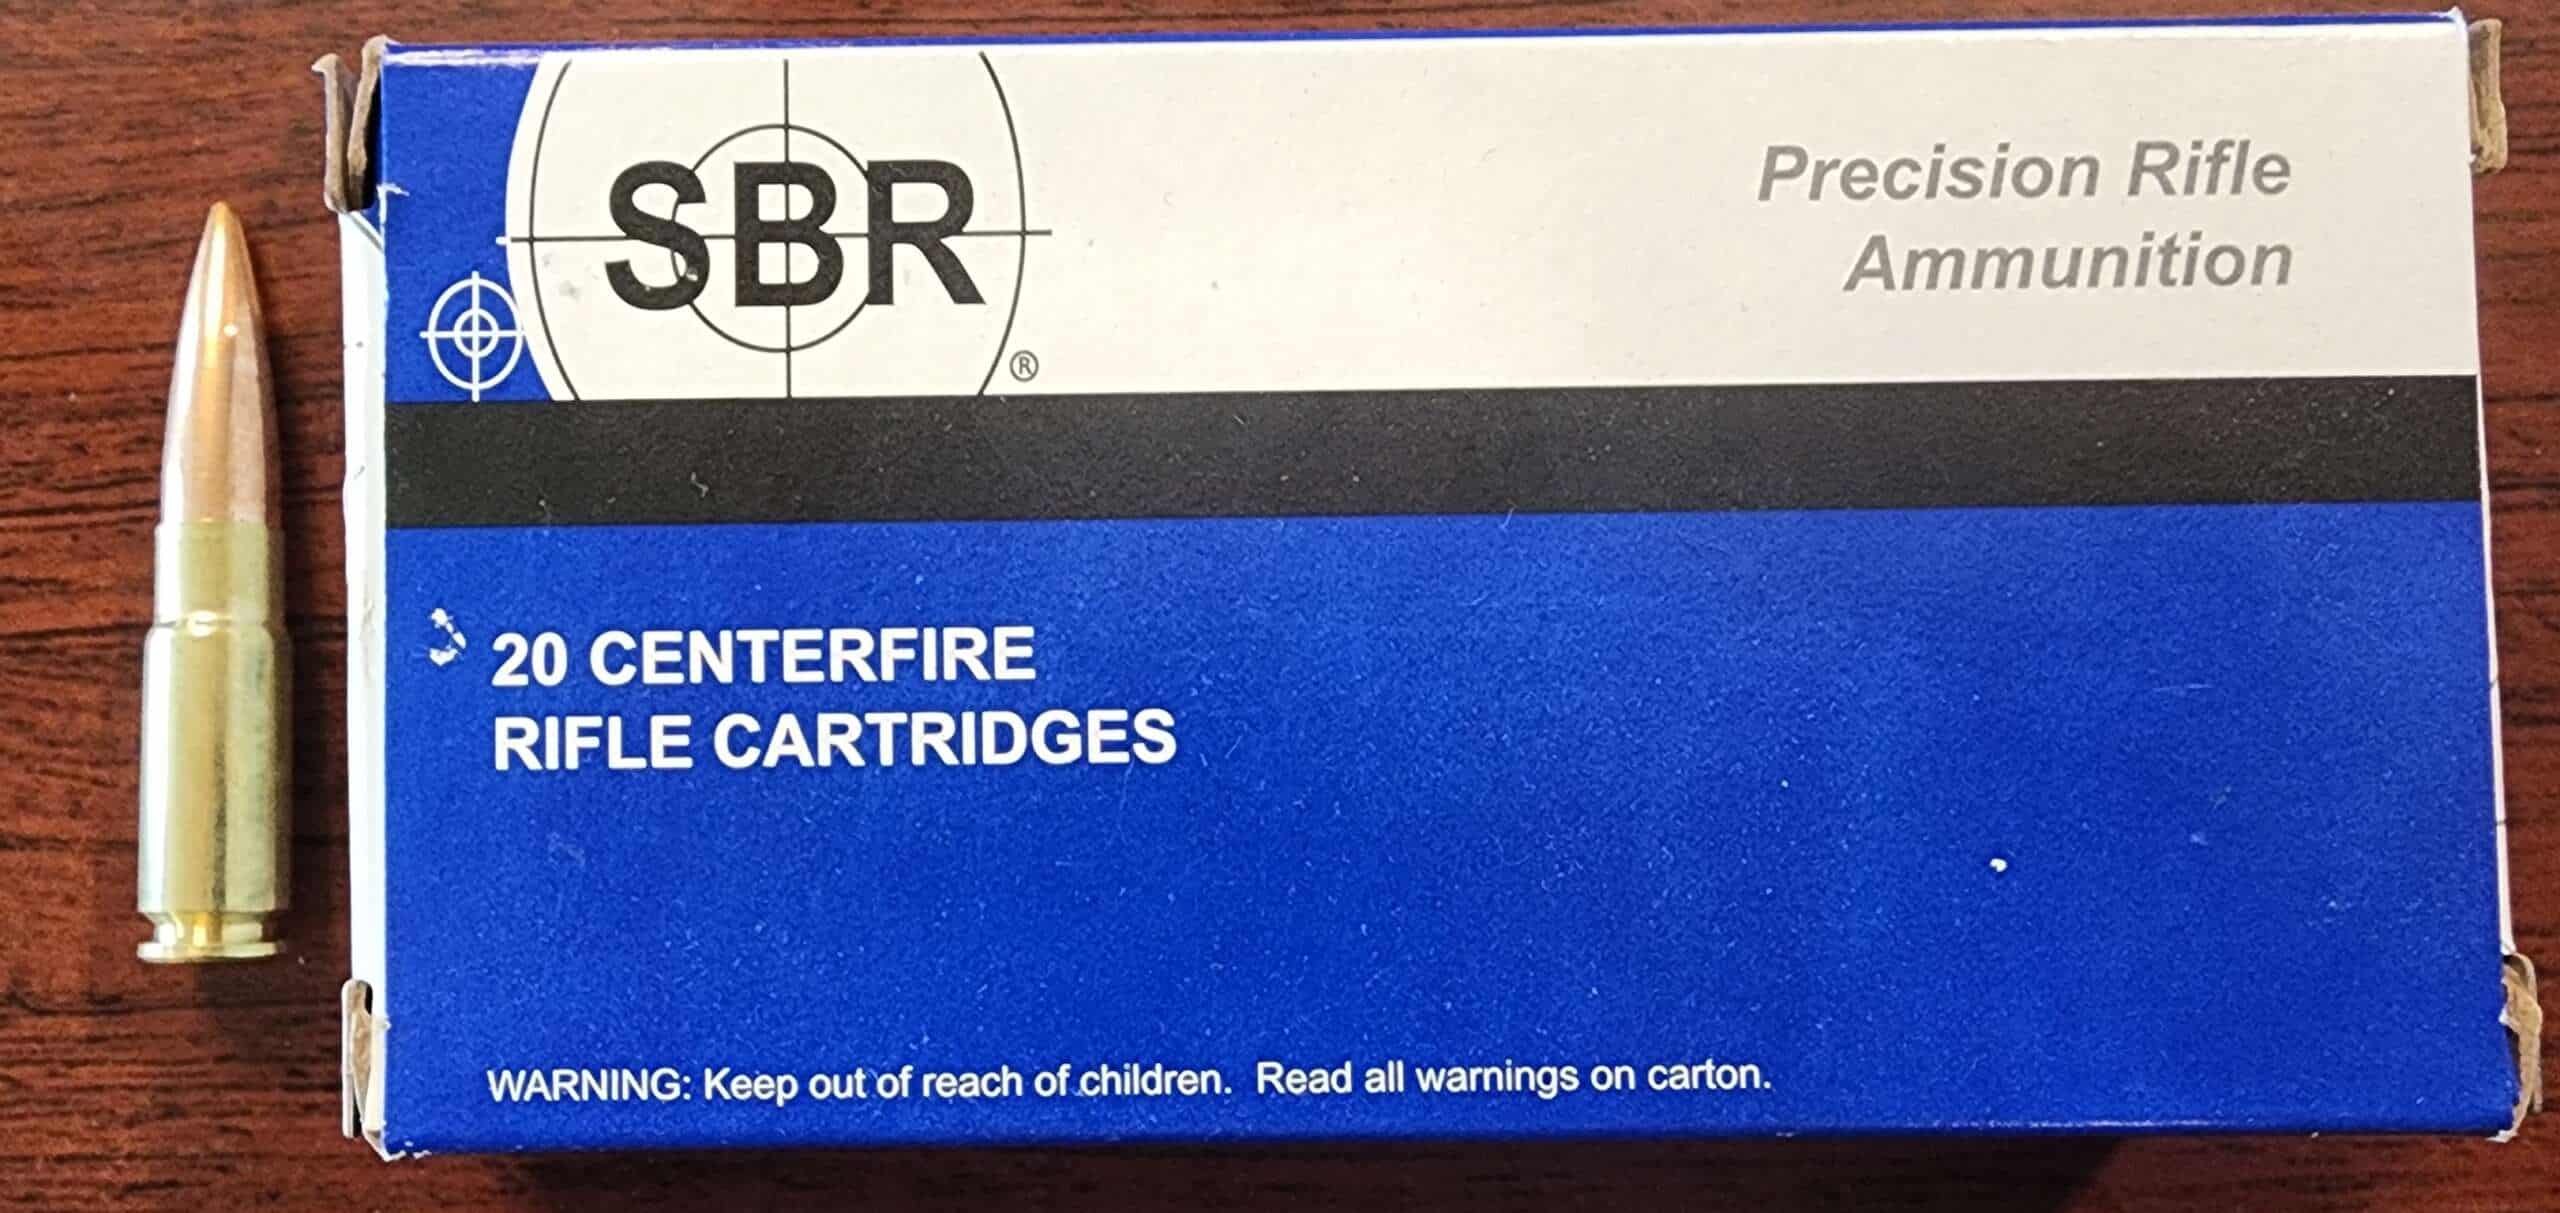 SBR
®
Precision Rifle
Ammunition
20 CENTERFIRE
RIFLE CARTRIDGES
WARNING: Keep out of reach of children. Read all warnings on carton.